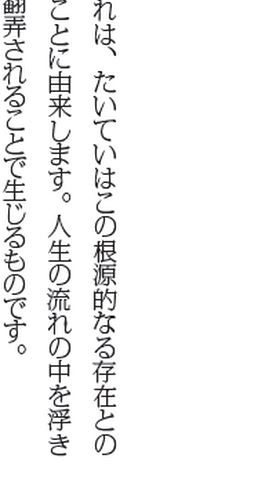 れは、たいていはこの根源的なる存在との
ことに由来します。人生の流れの中を浮き
翻弄されることで生じるものです。